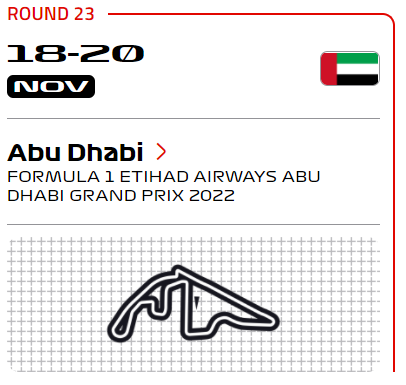 ROUND 23
18-20
NOV
Abu Dhabi
FORMULA 1 ETIHAD AIRWAYS ABU
DHABI GRAND PRIX 2022